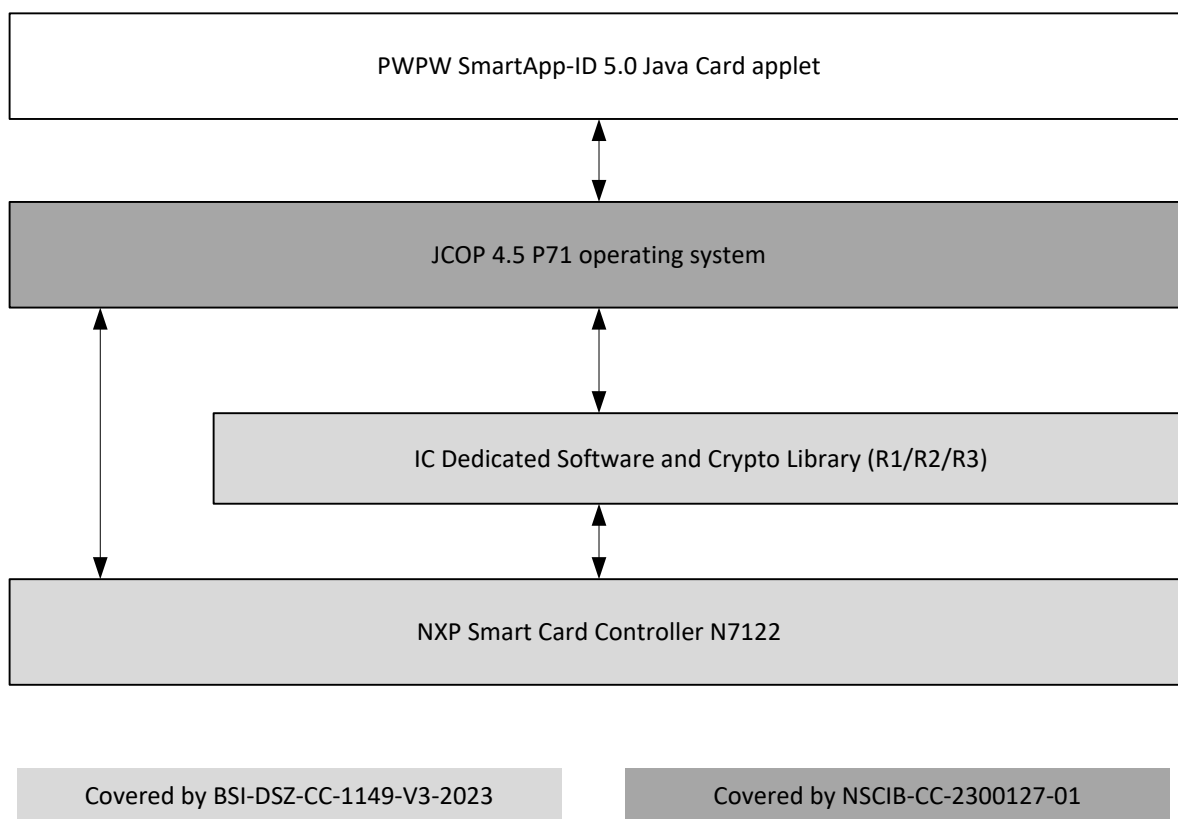 PWPW SmartApp-ID 5.0 Java Card applet
JCOP 4.5 P71 operating system
IC Dedicated Software and Crypto Library (R1/R2/R3)
NXP Smart Card Controller N7122
Covered by BSI-DSZ-CC-1149-V3-2023
Covered by NSCIB-CC-2300127-01